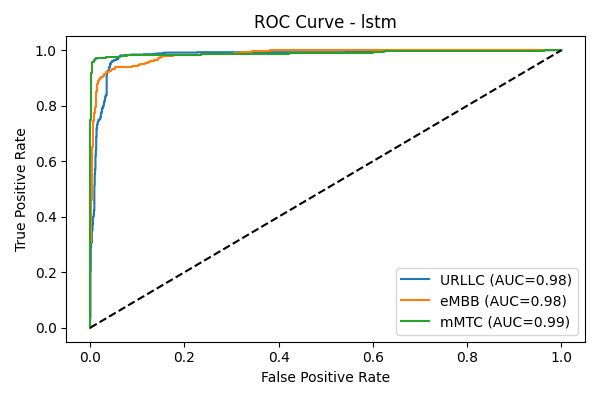 ROC Curve - lstm
True Positive Rate
1.0
0.8
0.6
0.4
0.2
0.0
URLLC (AUC=0.98)
eMBB (AUC=0.98)
mMTC (AUC=0.99)
0.0 0.2 0.4 0.6 0.8 1.0
False Positive Rate